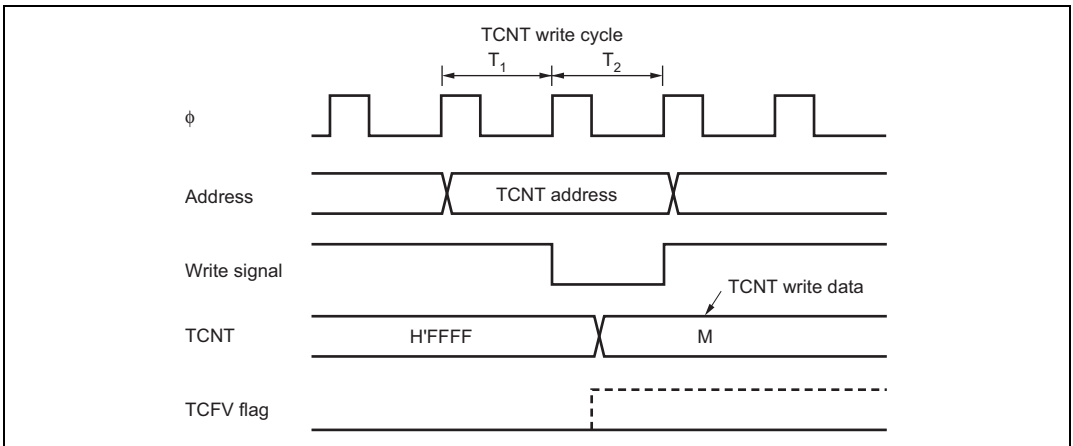 TCNT write cycle
T1 T2
ϕ
Address
TCNT address
Write signal
TCNT write data
TCNT
H'FFFF
M
TCFV flag